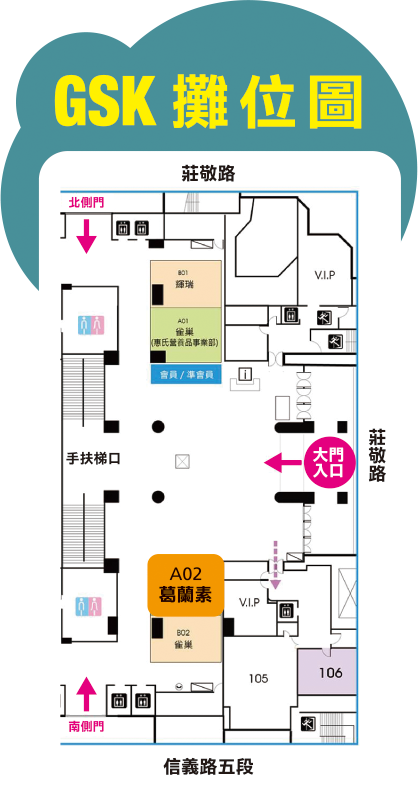 GSK 攤位圖
莊敬路
北側門
B01
輝瑞
V.I.P
A01
雀巢
(惠氏營養品事業部)
會員 / 準會員
i
手扶梯口
大門
入口
莊敬路
A02
葛蘭素
V.I.P
B02
雀巢
105
106
南側門
信義路五段